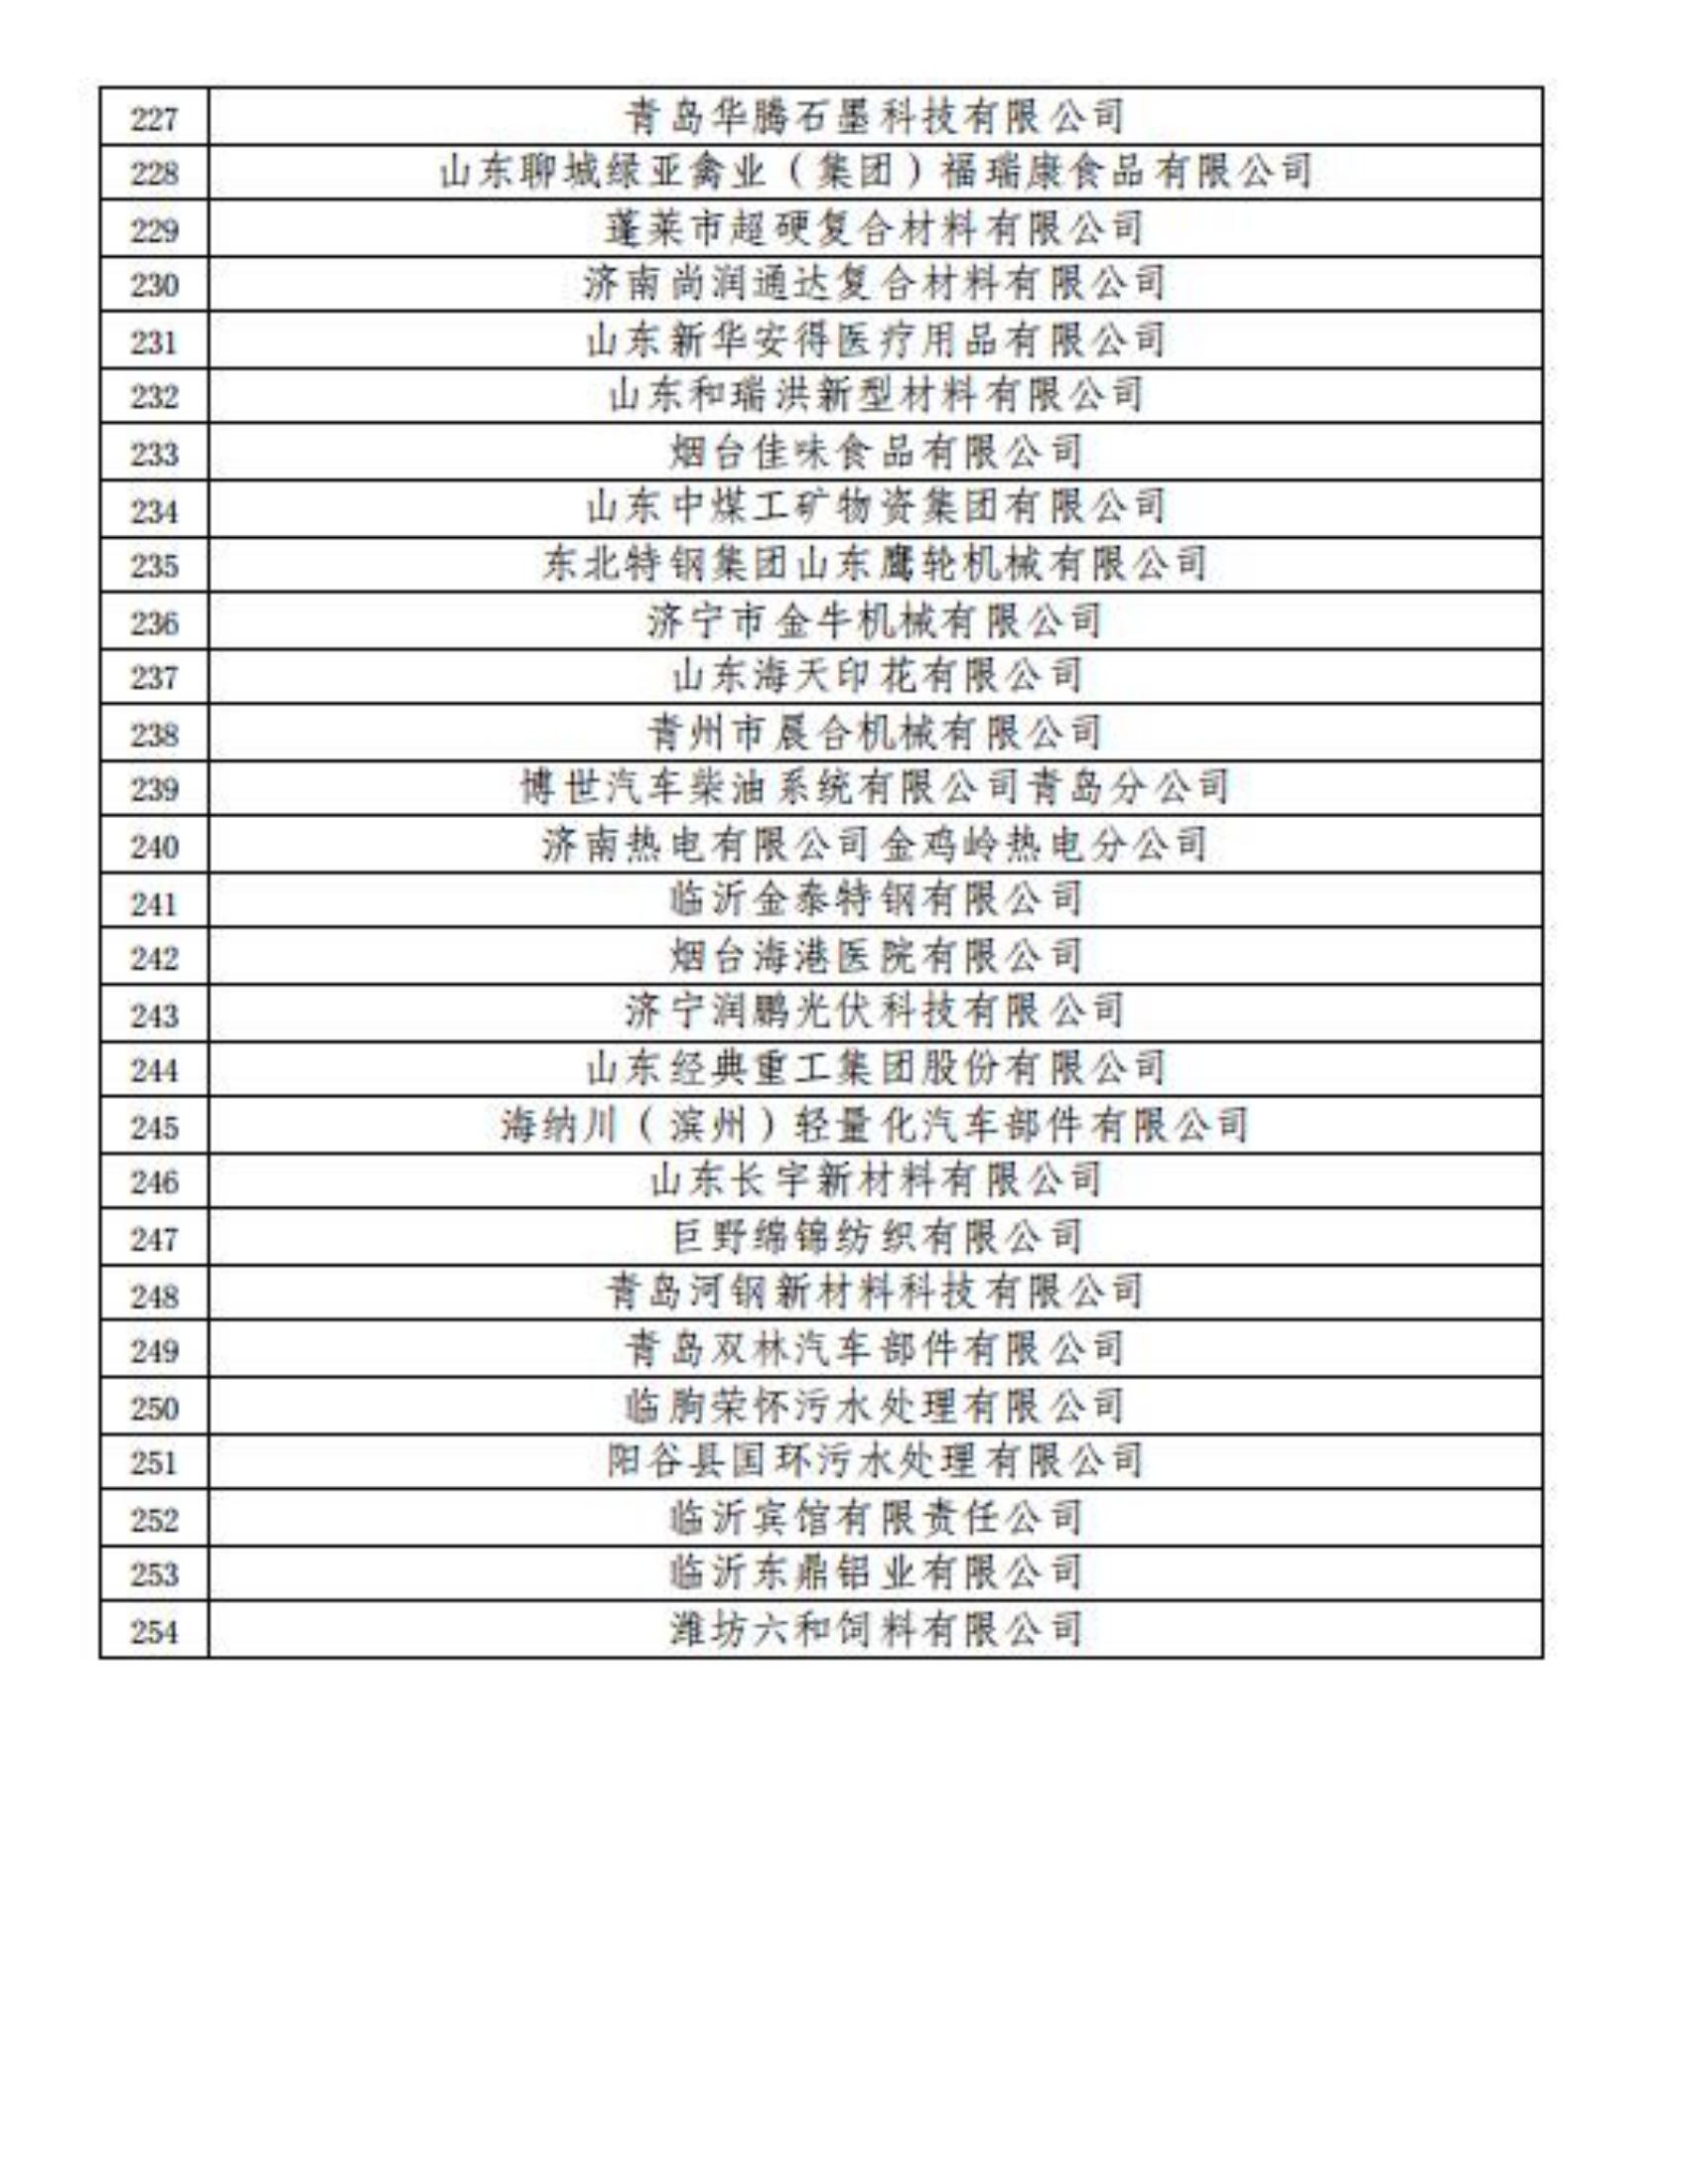 227 青岛华腾石墨科技有限公司
228 山东聊城绿亚禽业（集团）福瑞康食品有限公司
229 蓬莱市超硬复合材料有限公司
230 济南尚润通达复合材料有限公司
231 山东新华安得医疗用品有限公司
232 山东和瑞洪新型材料有限公司
233 烟台佳味食品有限公司
234 山东中煤工矿物资集团有限公司
235 东北特钢集团山东鹰轮机械有限公司
236 济宁市金牛机械有限公司
237 山东海天印花有限公司
238 青州市晨合机械有限公司
239 博世汽车柴油系统有限公司青岛分公司
240 济南热电有限公司金鸡岭热电分公司
241 临沂金泰特钢有限公司
242 烟台海港医院有限公司
243 济宁润鹏光伏科技有限公司
244 山东经典重工集团股份有限公司
245 海纳川（滨州）轻量化汽车部件有限公司
246 山东长宇新材料有限公司
247 巨野绵锦纺织有限公司
248 青岛河钢新材料科技有限公司
249 青岛双林汽车部件有限公司
250 临朐荣怀污水处理有限公司
251 阳谷县国环污水处理有限公司
252 临沂宾馆有限责任公司
253 临沂东鼎铝业有限公司
254 潍坊六和饲料有限公司